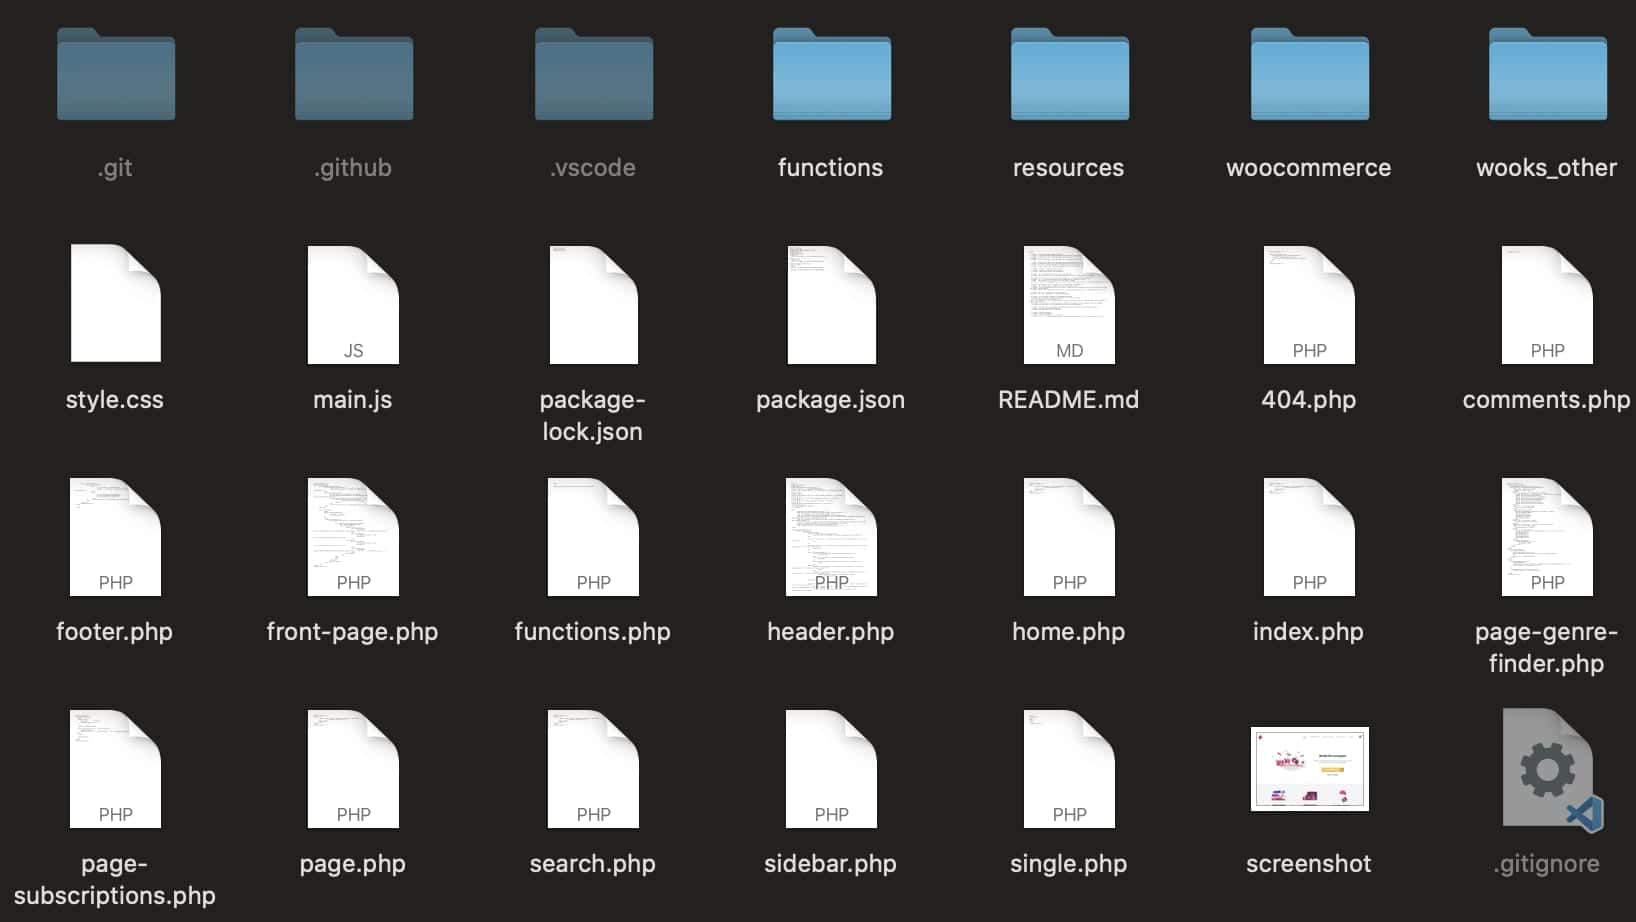 .git
.github
.vscode
functions
resources
woocommerce
wooks_other
JS
MD
PHP
PHP
style.css
main.js
package-
lock.json
package.json
README.md
404.php
comments.php
PHP
PHP
PHP
PHP
PHP
PHP
PHP
footer.php
front-page.php
functions.php
header.php
home.php
index.php
page-genre-
finder.php
PHP
PHP
PHP
PHP
PHP
page-
subscriptions.php
page.php
search.php
sidebar.php
single.php
screenshot
.gitignore